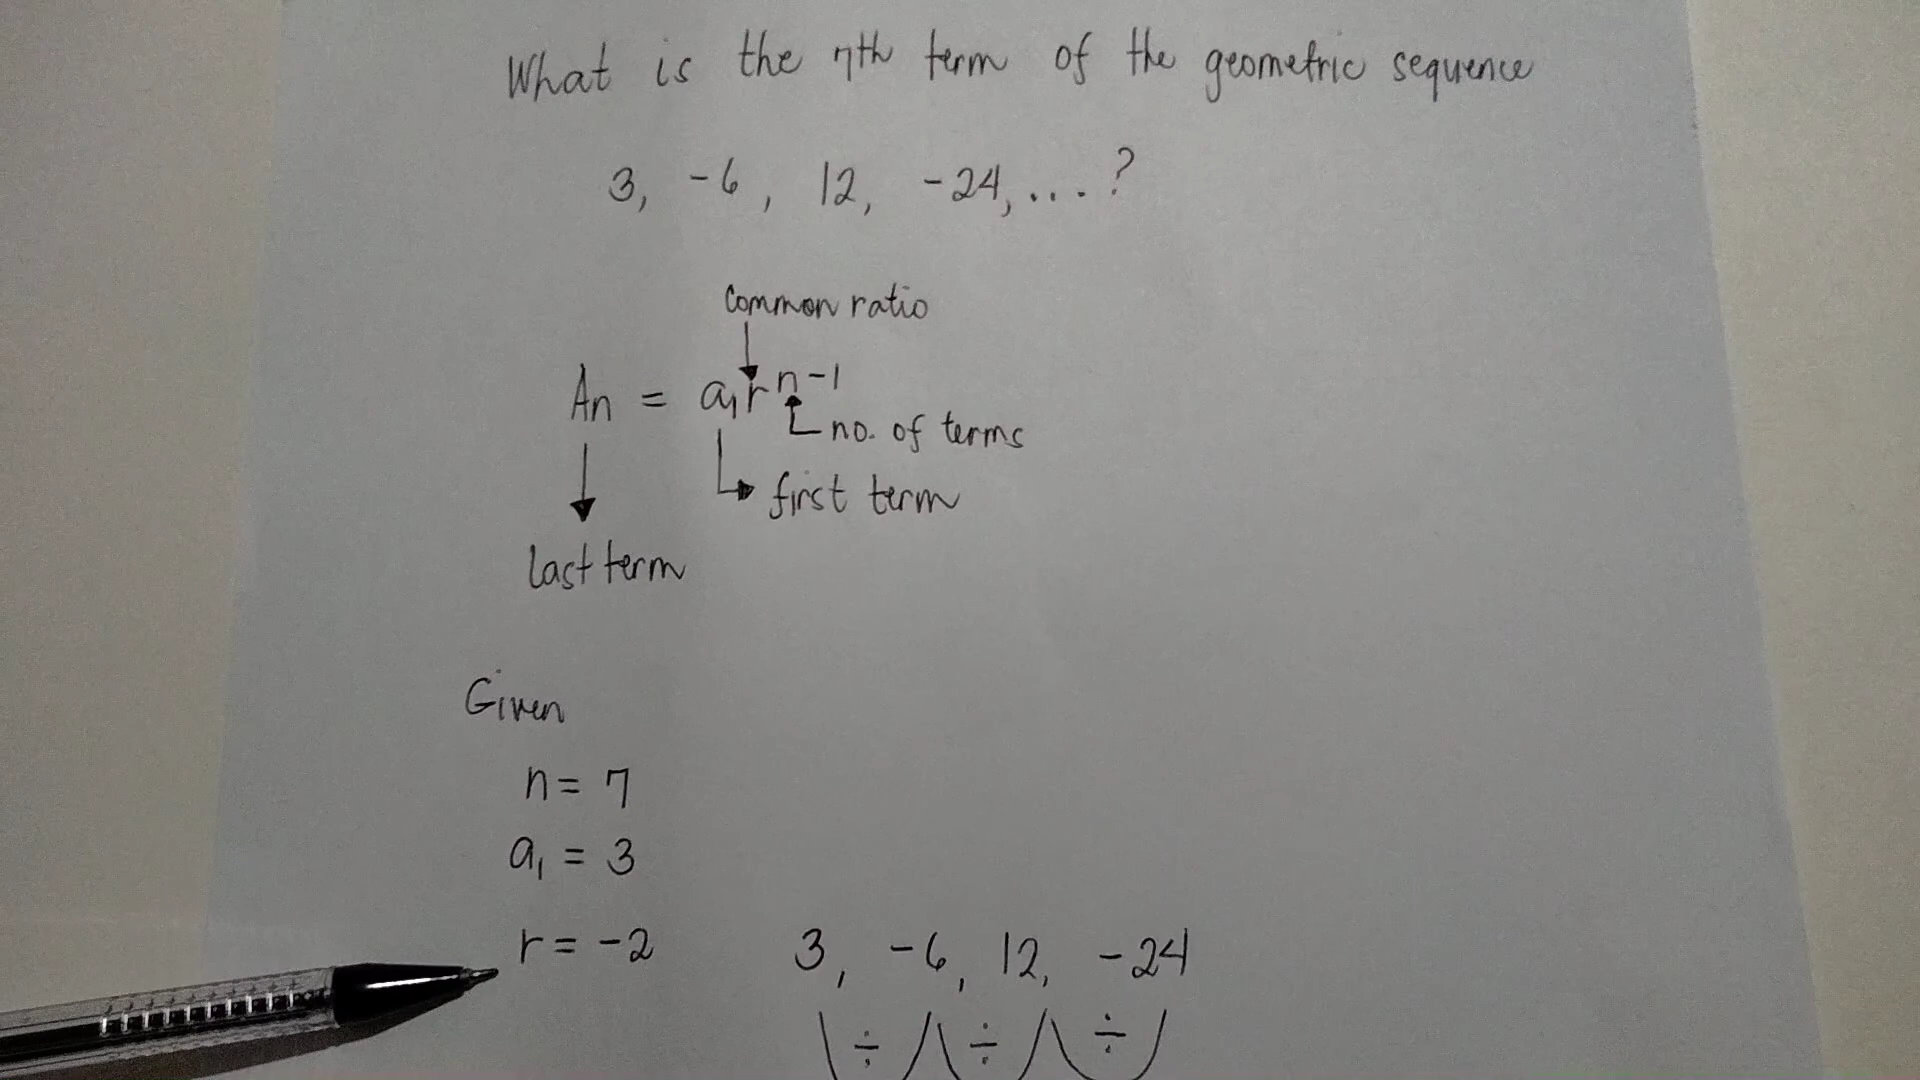 What is the 7th term of the geometric sequence
3, -6, 12, -24, ... ?
common ratio
An = a₁rⁿ⁻¹
no. of terms
first term
last term
Given
n = 7
a₁ = 3
r = -2
3, -6, 12, -24
÷ ÷ ÷